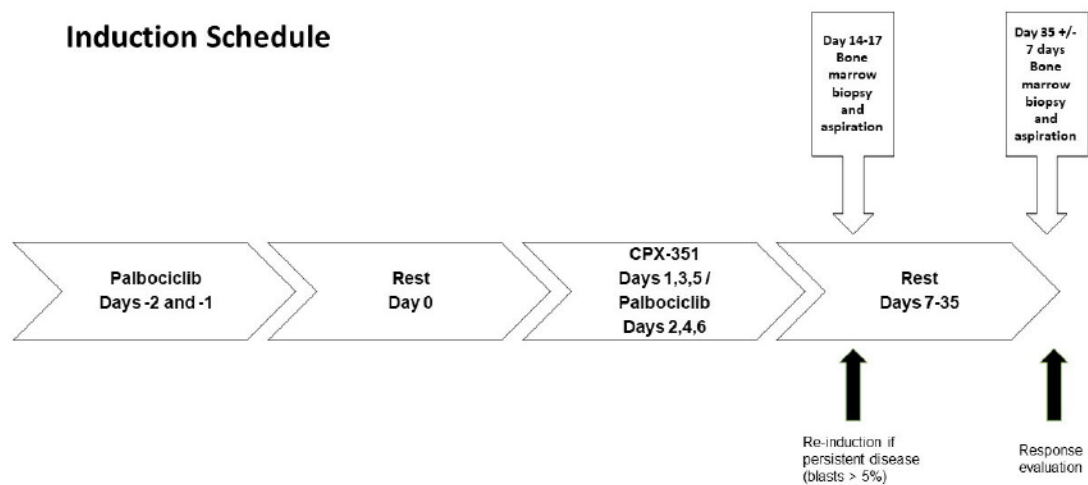 Induction Schedule
Day 14-17
Bone
marrow
biopsy
and
aspiration
Day 35 +/-
7 days
Bone
marrow
biopsy
and
aspiration
Palbociclib
Days -2 and -1
Rest
Day 0
CPX-351
Days 1,3,5 /
Palbociclib
Days 2,4,6
Rest
Days 7-35
Re-induction if
persistent disease
(blasts > 5%)
Response
evaluation